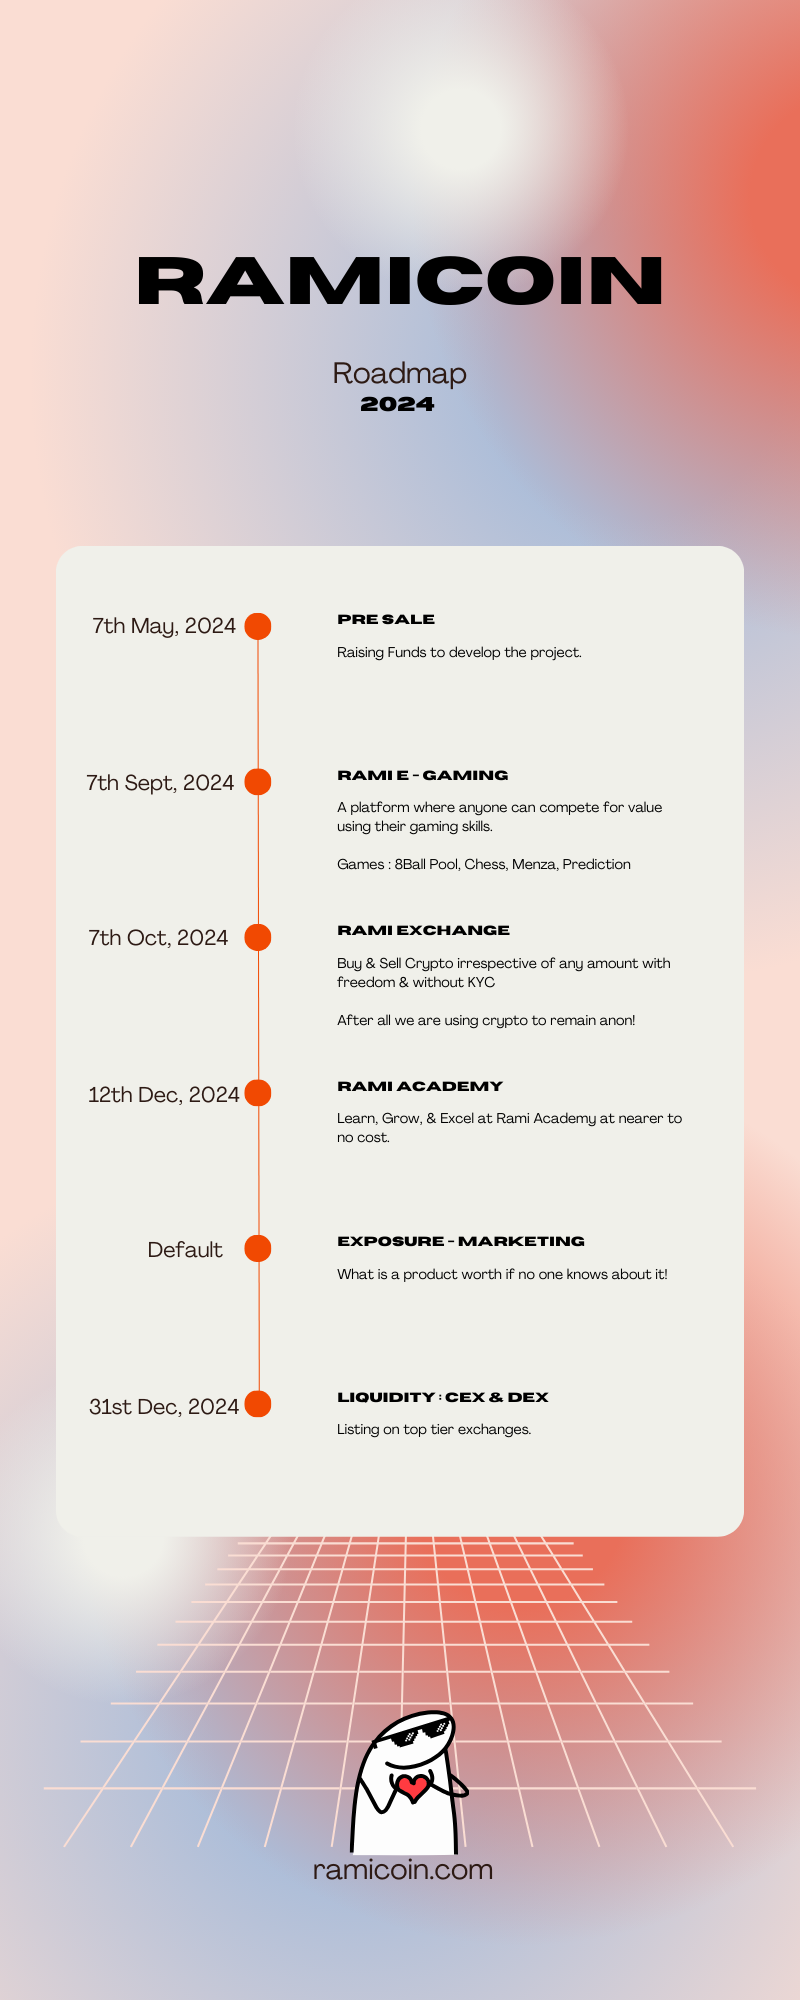 RAMICOIN
Roadmap
2024
7th May, 2024
PRE SALE
Raising Funds to develop the project.
7th Sept, 2024
RAMI E - GAMING
A platform where anyone can compete for value
using their gaming skills.
Games : 8Ball Pool, Chess, Menza, Prediction
7th Oct, 2024
RAMI EXCHANGE
Buy & Sell Crypto irrespective of any amount with
freedom & without KYC
After all we are using crypto to remain anon!
12th Dec, 2024
RAMI ACADEMY
Learn, Grow, & Excel at Rami Academy at nearer to
no cost.
Default
EXPOSURE - MARKETING
What is a product worth if no one knows about it!
31st Dec, 2024
LIQUIDITY : CEX & DEX
Listing on top tier exchanges.
ramicoin.com